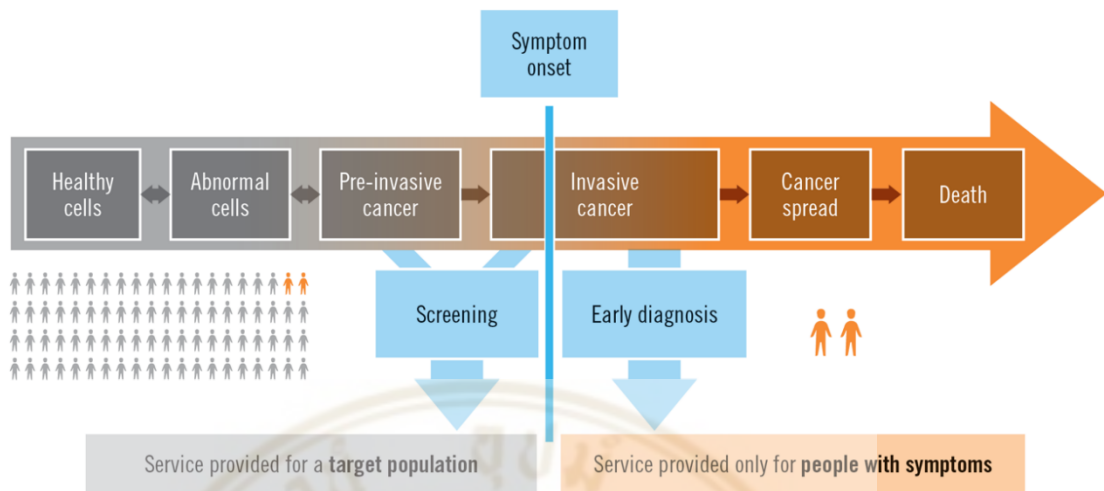 Symptom
onset
Healthy
cells
Abnormal
cells
Pre-invasive
cancer
Invasive
cancer
Cancer
spread
Death
Screening
Early diagnosis
Service provided for a target population
Service provided only for people with symptoms